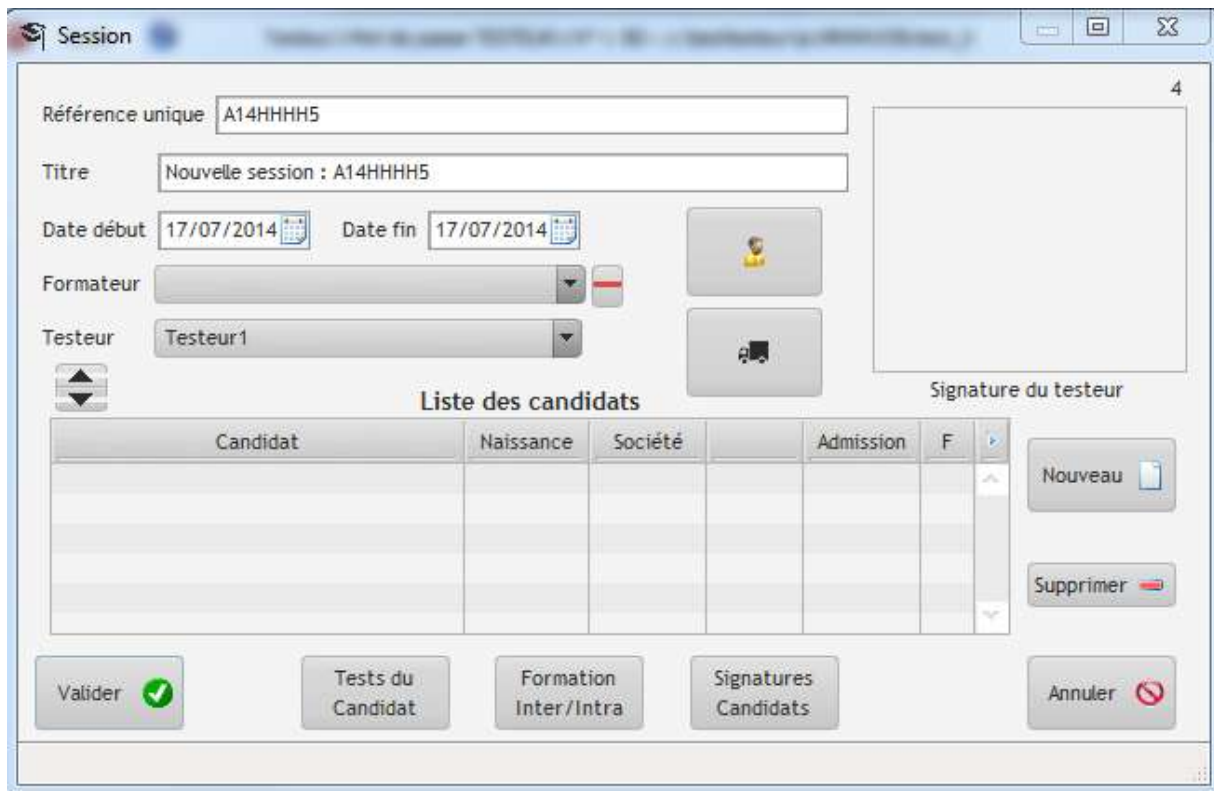 Session
4
Référence unique A14HHHH5
Titre Nouvelle session : A14HHHH5
Date début 17/07/2014 Date fin 17/07/2014
Formateur
Testeur Testeur1
Signature du testeur
Liste des candidats
Candidat Naissance Société Admission F
Nouveau
Supprimer
Valider
Tests du
Candidat
Formation
Inter/Intra
Signatures
Candidats
Annuler